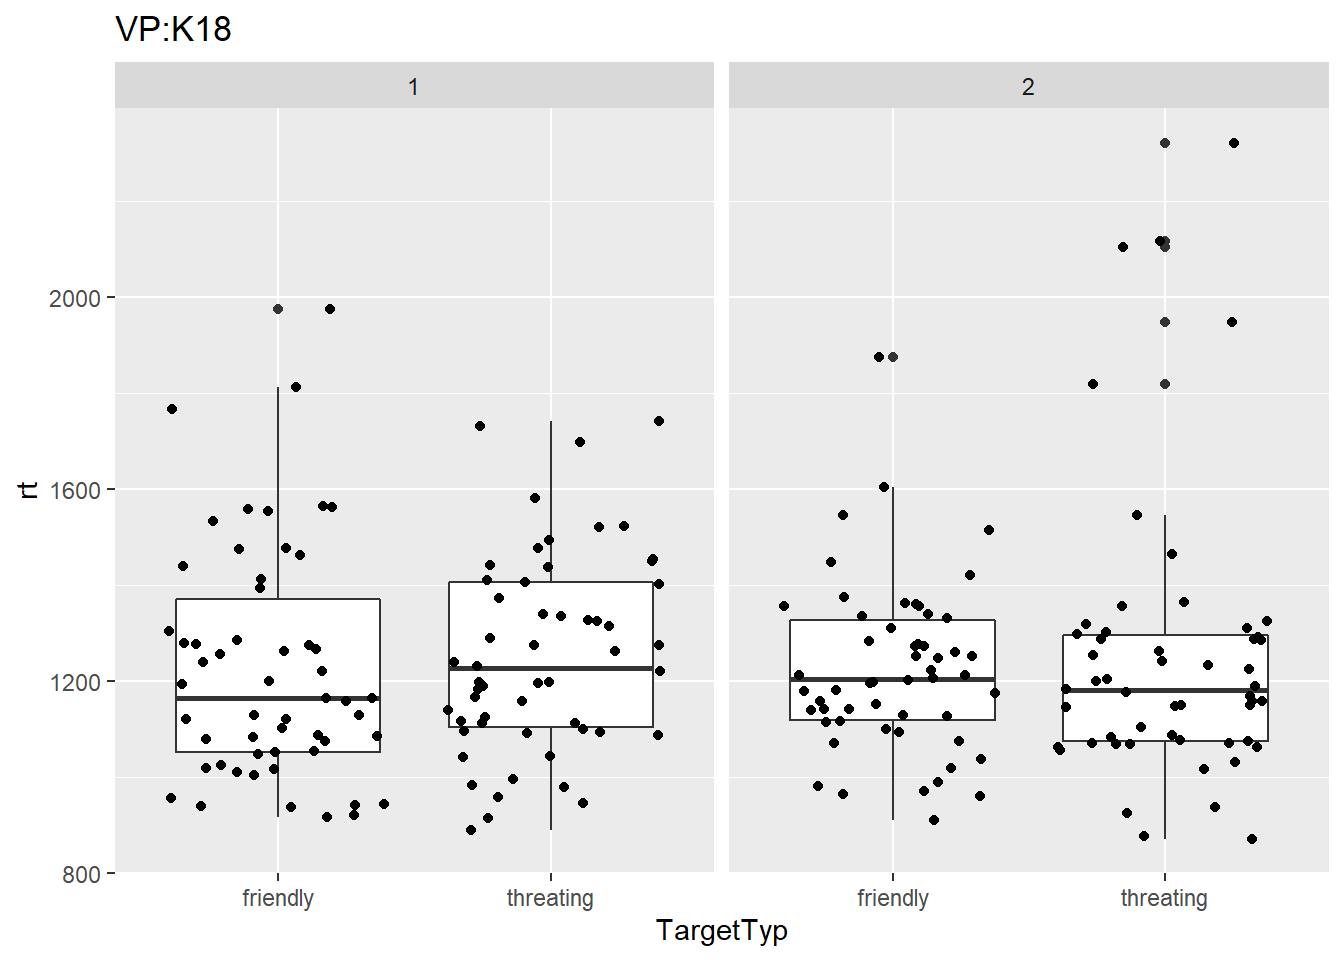 VP:K18
1
2
rt
2000
1600
1200
800
friendly
threating
friendly
threating
TargetTyp